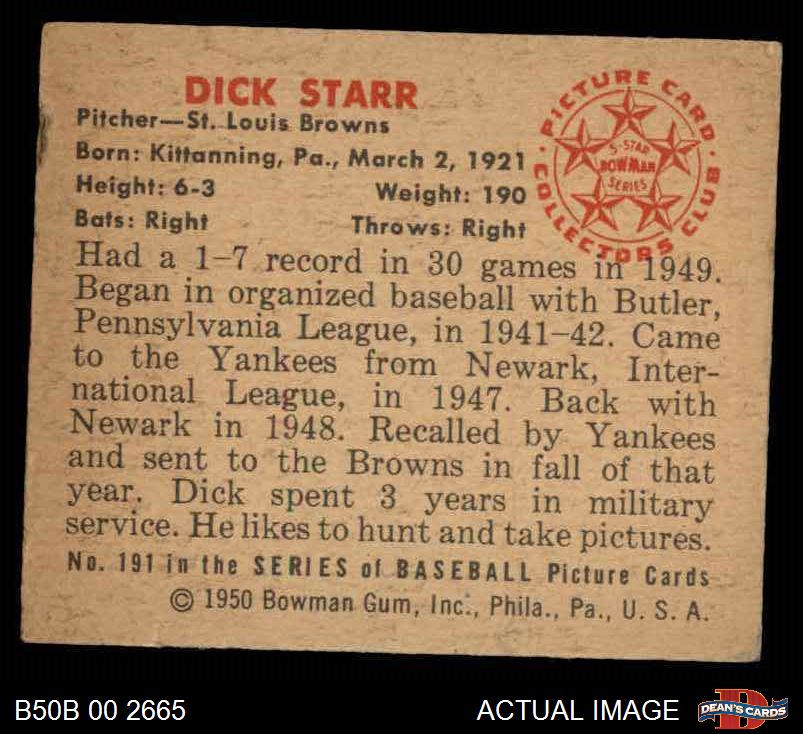 DICK STARR
Pitcher—St. Louis Browns
Born: Kittanning, Pa., March 2, 1921
Height: 6-3 Weight: 190
Bats: Right Throws: Right
PICTURE CARD
COLLECTORS CLUB
5-STAR
BOWMAN
SERIES
Had a 1–7 record in 30 games in 1949.
Began in organized baseball with Butler,
Pennsylvania League, in 1941–42. Came
to the Yankees from Newark, Inter-
national League, in 1947. Back with
Newark in 1948. Recalled by Yankees
and sent to the Browns in fall of that
year. Dick spent 3 years in military
service. He likes to hunt and take pictures.
No. 191 in the SERIES of BASEBALL Picture Cards
© 1950 Bowman Gum, Inc., Phila., Pa., U. S. A.
B50B 00 2665
ACTUAL IMAGE
D
DEAN'S CARDS